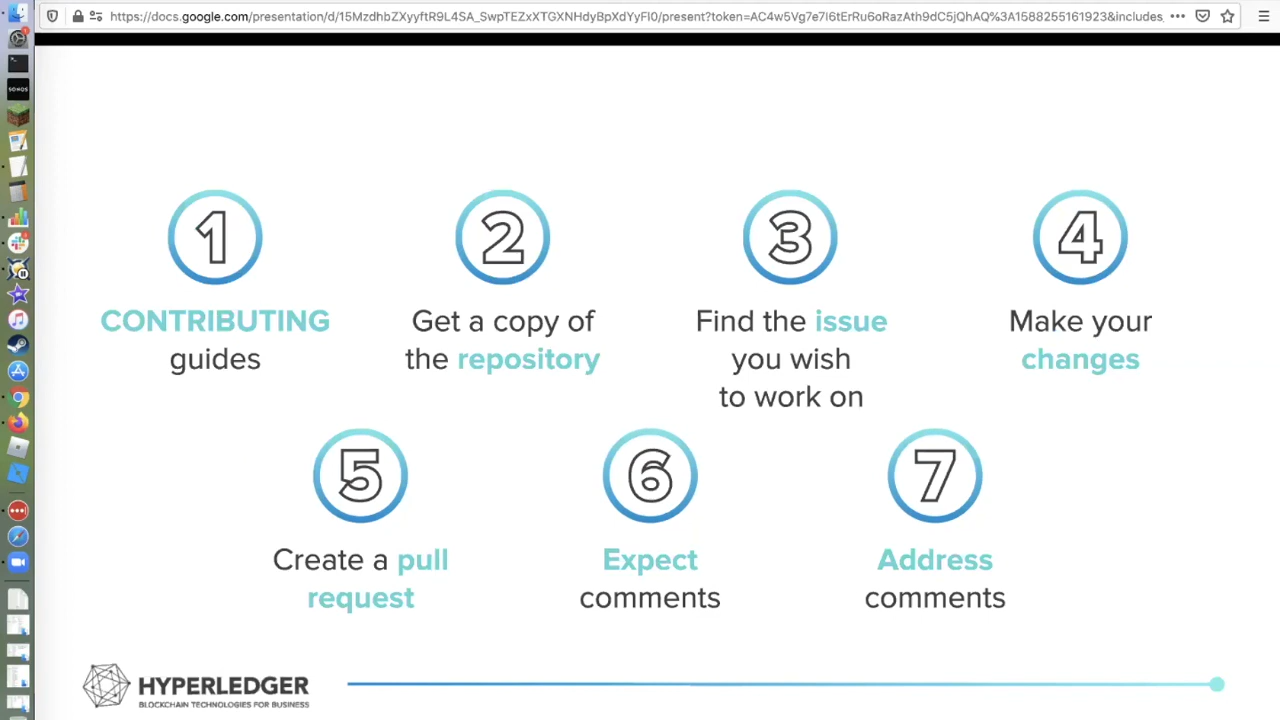 https://docs.google.com/presentation/d/15MzdhbZXyyftR9L4SA_SwpTEZxXTGXNHdyBpXdYyFI0/present?token=AC4w5Vg7e7I6tErRu6oRazAth9dC5jQhAQ%3A1588255161923&includes_
SONOS
1
2
3
4
CONTRIBUTING
guides
Get a copy of
the repository
Find the issue
you wish
to work on
Make your
changes
5
6
7
Create a pull
request
Expect
comments
Address
comments
HYPERLEDGER
BLOCKCHAIN TECHNOLOGIES FOR BUSINESS